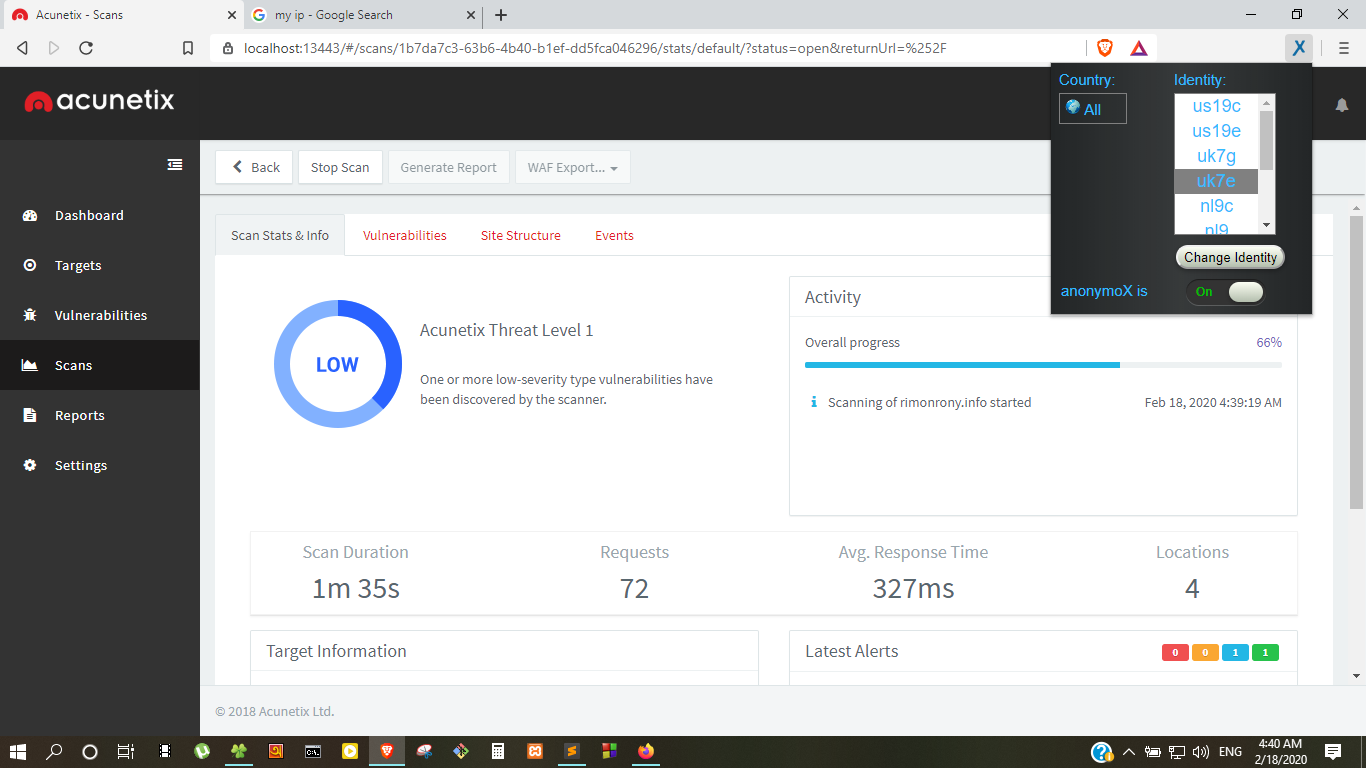 Acunetix - Scans
my ip - Google Search
localhost:13443/#/scans/1b7da7c3-63b6-4b40-b1ef-dd5fca046296/stats/default/?status=open&returnUrl=%252F
acunetix
Country:
All
Identity:
us19c
us19e
uk7g
uk7e
nl9c
nl9
Change Identity
anonymoX is
On
Back
Stop Scan
Generate Report
WAF Export...
Dashboard
Targets
Vulnerabilities
Scans
Reports
Settings
Scan Stats & Info
Vulnerabilities
Site Structure
Events
LOW
Acunetix Threat Level 1
One or more low-severity type vulnerabilities have
been discovered by the scanner.
Activity
Overall progress
66%
Scanning of rimonrony.info started
Feb 18, 2020 4:39:19 AM
Scan Duration
1m 35s
Requests
72
Avg. Response Time
327ms
Locations
4
Target Information
Latest Alerts
0
0
1
1
© 2018 Acunetix Ltd.
ENG
4:40 AM
2/18/2020